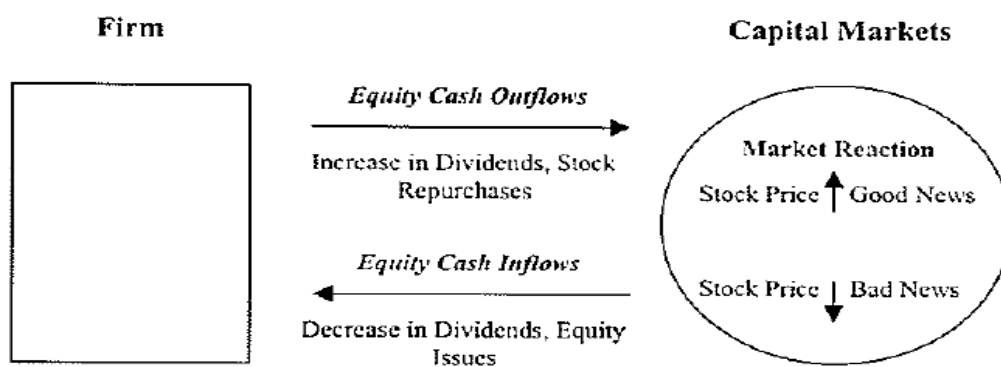 Firm
Capital Markets
Equity Cash Outflows
Increase in Dividends, Stock
Repurchases
Market Reaction
Stock Price Good News
Equity Cash Inflows
Stock Price Bad News
Decrease in Dividends, Equity
Issues